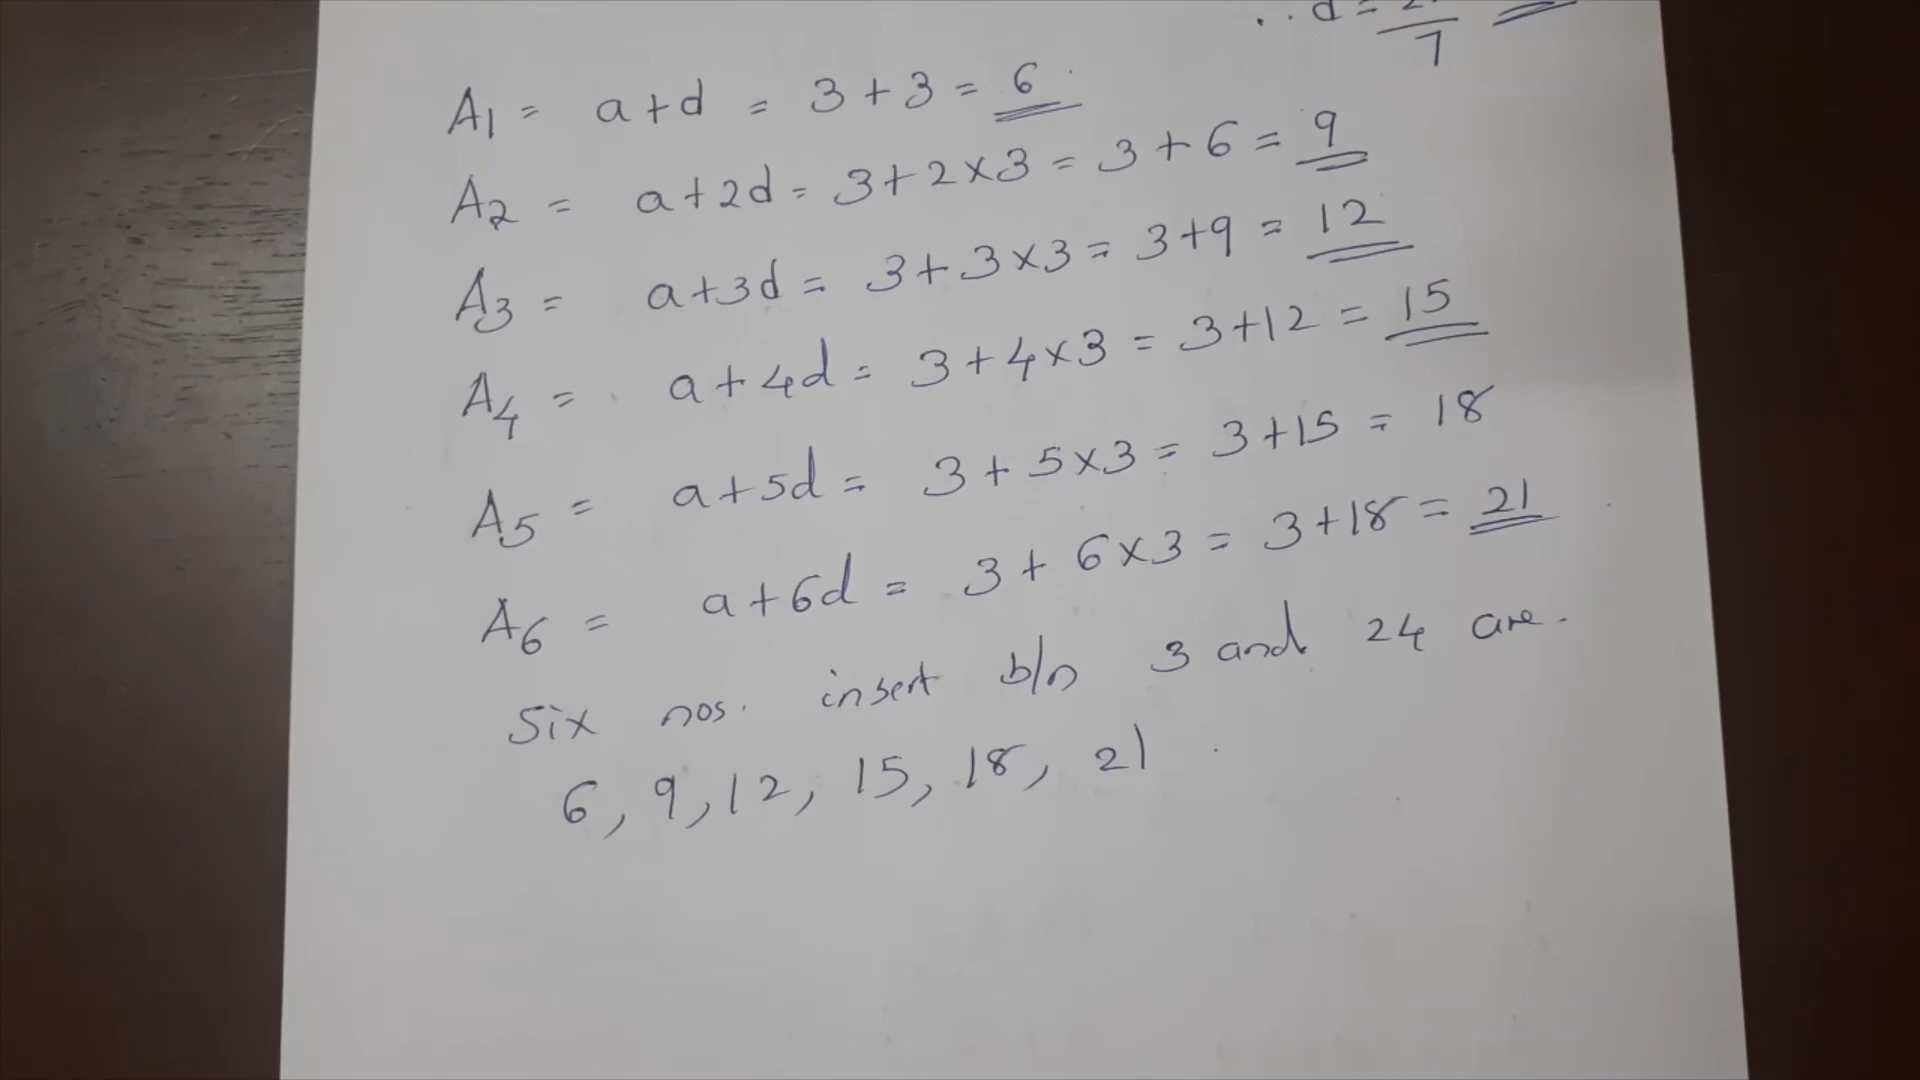 ∴ d =
7
A1 = a+d = 3+3 = 6
A2 = a+2d = 3+2×3 = 3+6 = 9
A3 = a+3d = 3+3×3 = 3+9 = 12
A4 = a+4d = 3+4×3 = 3+12 = 15
A5 = a+5d = 3+5×3 = 3+15 = 18
A6 = a+6d = 3+6×3 = 3+18 = 21
Six nos. insert b/n 3 and 24 are.
6, 9, 12, 15, 18, 21